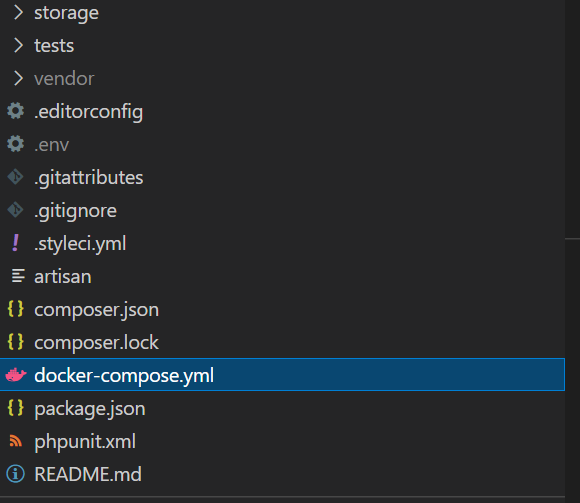 storage
tests
vendor
.editorconfig
.env
.gitattributes
.gitignore
.styleci.yml
artisan
composer.json
composer.lock
docker-compose.yml
package.json
phpunit.xml
README.md